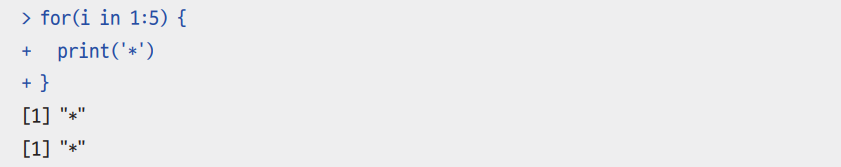 > for(i in 1:5) {
+   print('*')
+ }
[1] "*"
[1] "*"